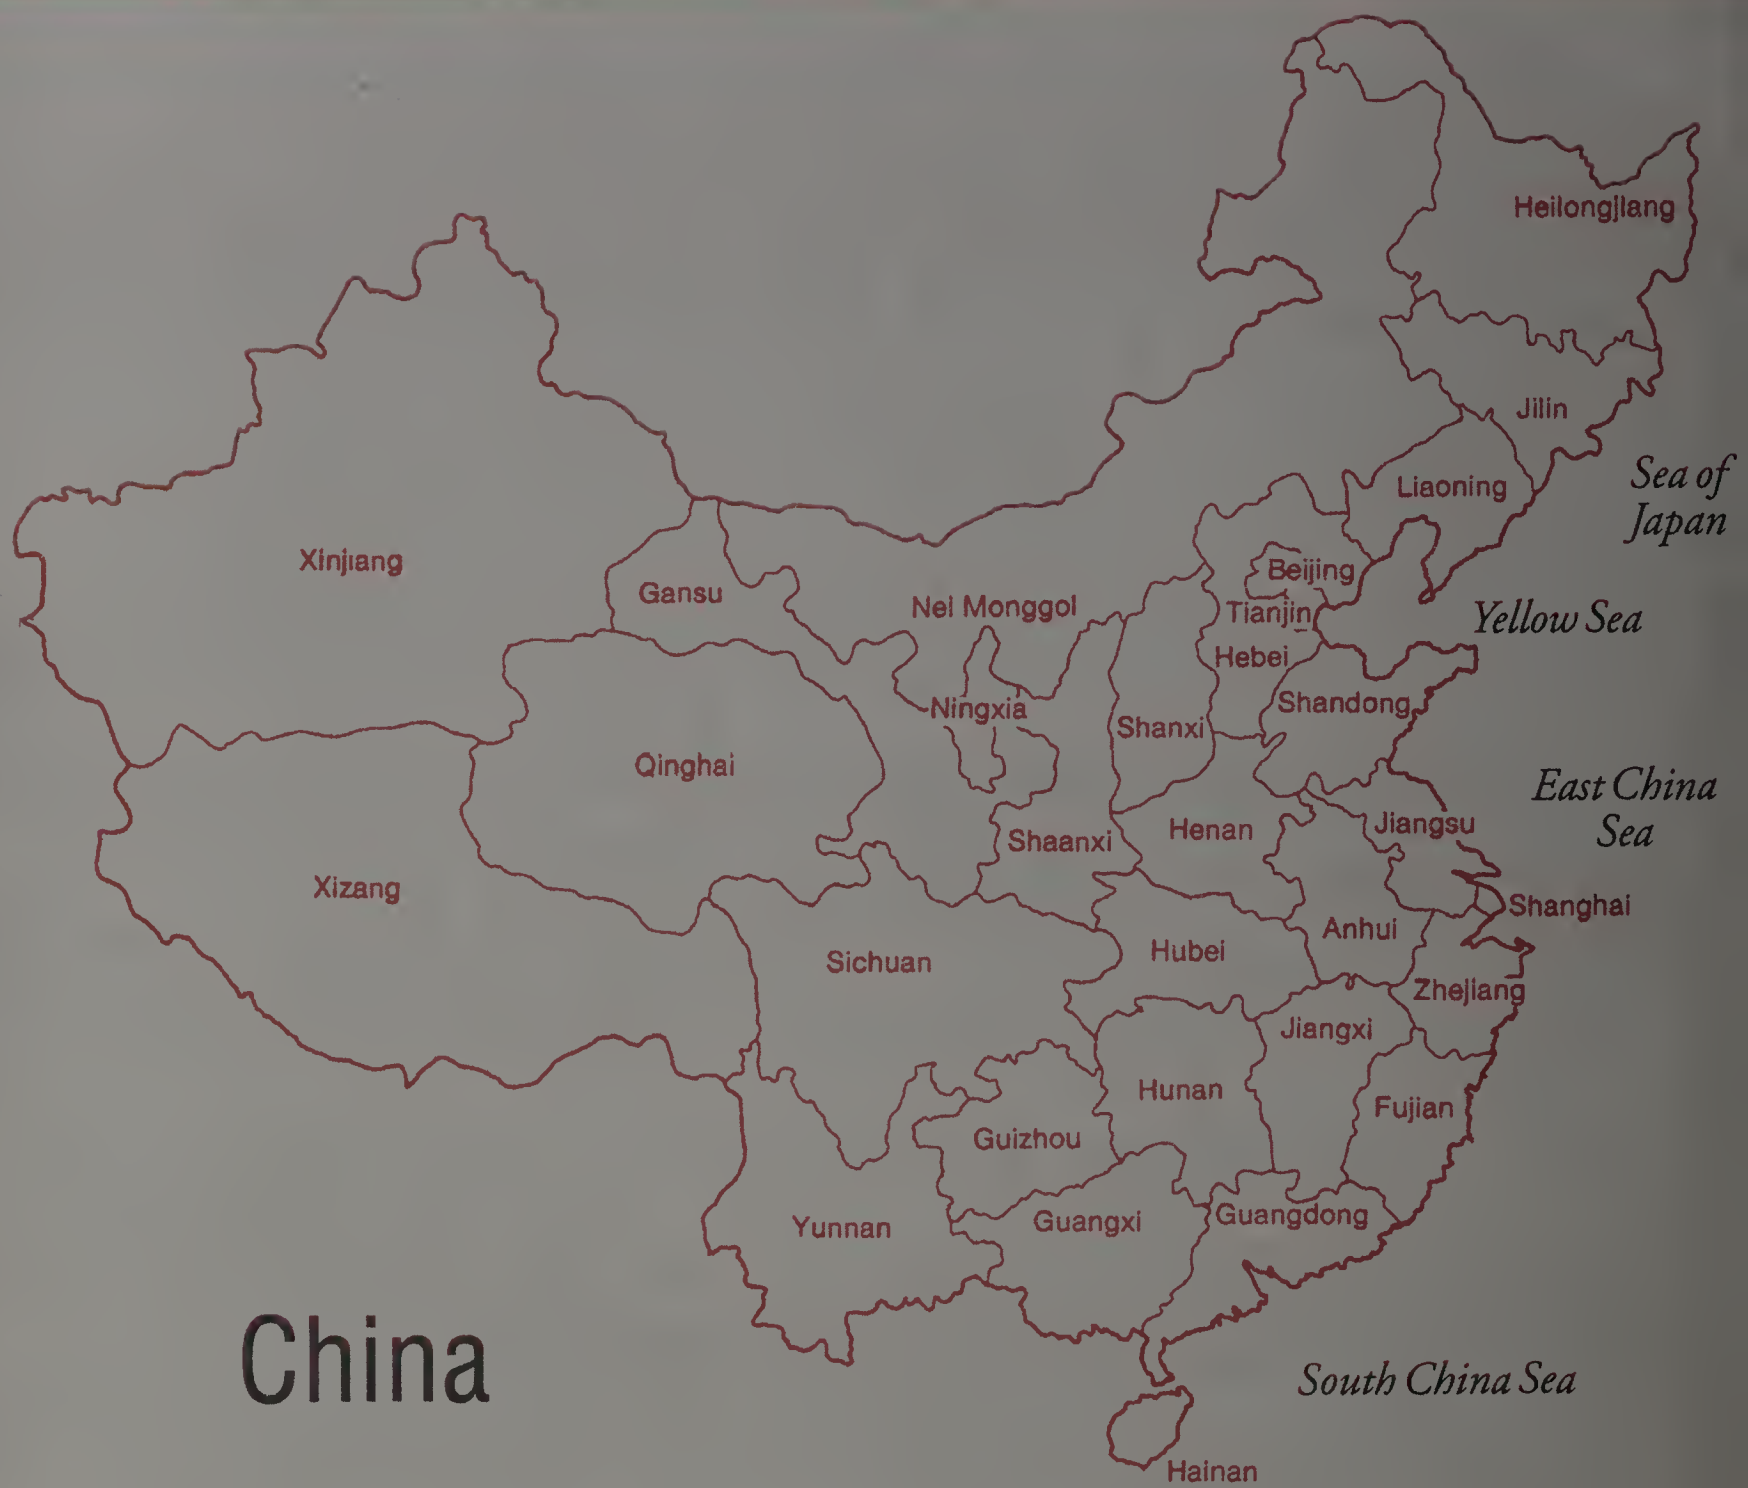 Heilongjiang
Jilin
Liaoning
Sea of
Japan
Xinjiang
Gansu
Nei Monggol
Beijing
Tianjin
Yellow Sea
Hebei
Ningxia
Shanxi
Shandong
Qinghai
East China
Sea
Shaanxi
Henan
Jiangsu
Xizang
Shanghai
Sichuan
Hubei
Anhui
Zhejiang
Jiangxi
Hunan
Fujian
Guizhou
Yunnan
Guangxi
Guangdong
China
South China Sea
Hainan